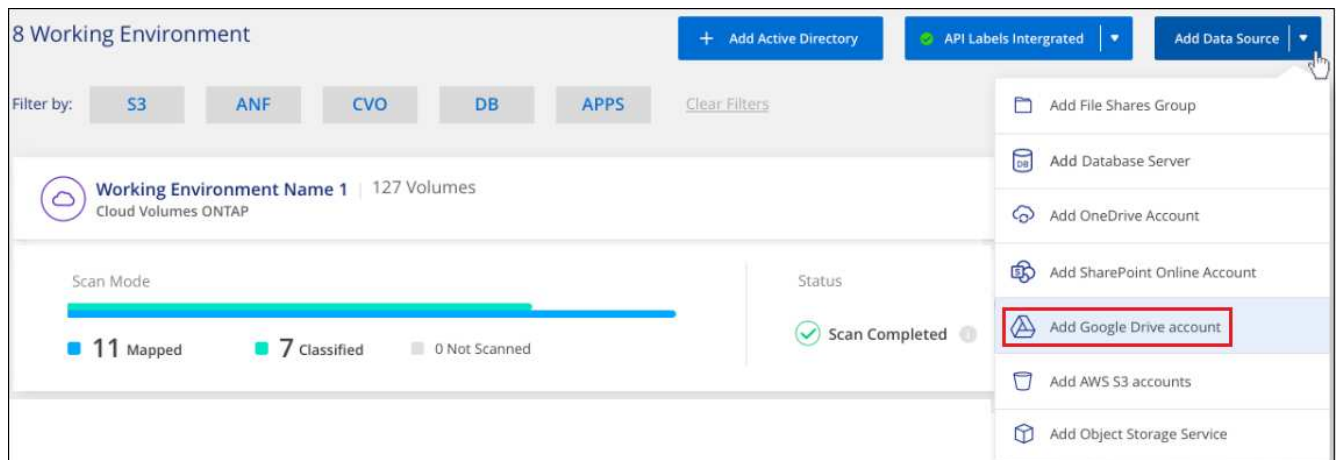 8 Working Environment
+ Add Active Directory
API Labels Intergrated
Add Data Source
Filter by: S3 ANF CVO DB APPS Clear Filters
Add File Shares Group
DB Add Database Server
Working Environment Name 1 | 127 Volumes
Cloud Volumes ONTAP
Add OneDrive Account
Scan Mode
Status
S Add SharePoint Online Account
Add Google Drive account
11 Mapped 7 Classified 0 Not Scanned
Scan Completed i
Add AWS S3 accounts
Add Object Storage Service